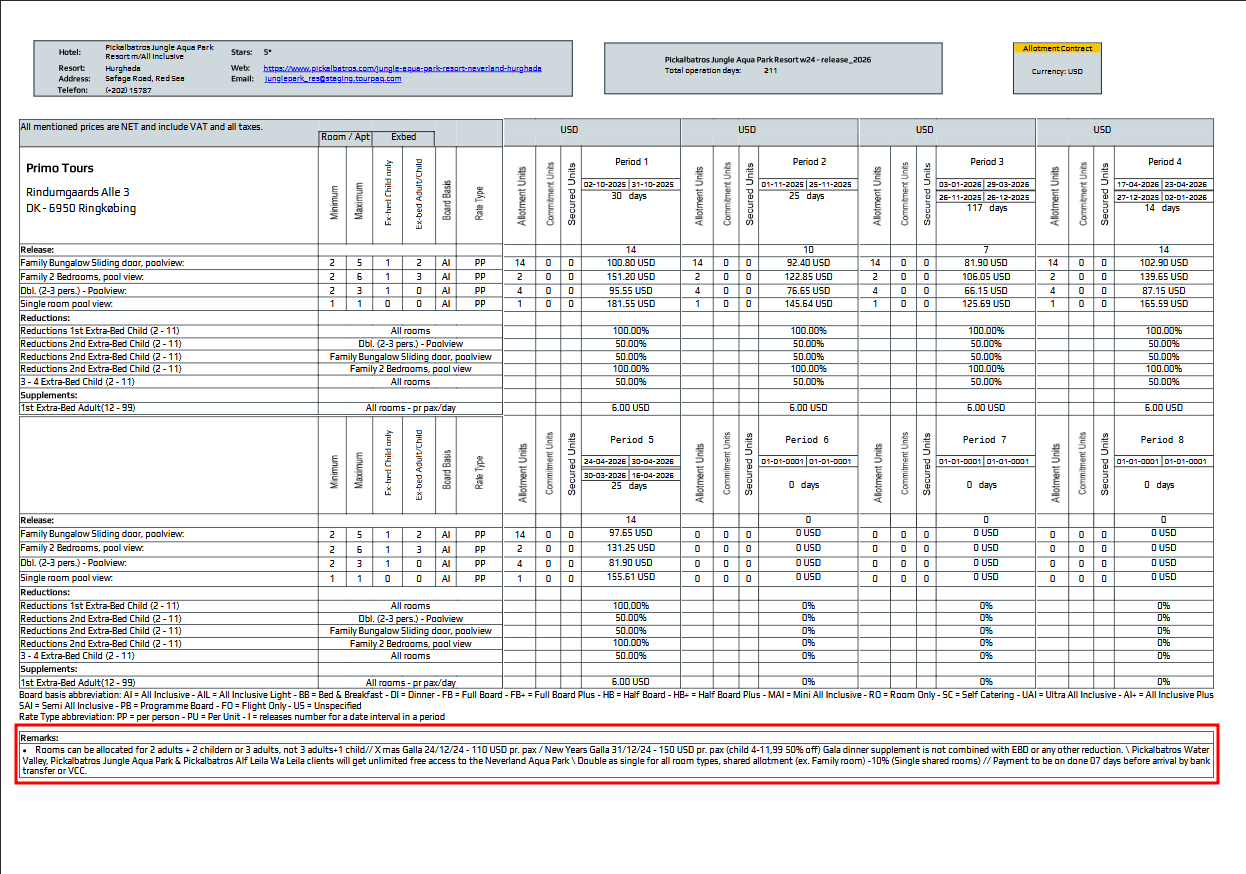 Hotel: Pickalbatros Jungle Aqua Park Resort m/All Inclusive Stars: 5*
Resort: Hurghada Web: https://www.pickalbatros.com/jungle-aqua-park-resort-neverland-hurghada
Address: Safaga Road, Red Sea Email: junglepark_res@staging.tourpaq.com
Telefon: (+202) 15787
Pickalbatros Jungle Aqua Park Resort w24 - release_2026
Total operation days: 211
Allotment Contract
Currency: USD
All mentioned prices are NET and include VAT and all taxes.
Room / Apt Exbed USD USD USD USD
Primo Tours
Rindumgaards Alle 3
DK - 6950 Ringkøbing
Minimum Maximum Ex-bed Child only Ex-bed Adult/Child Board Basis Rate Type
Allotment Units Commitment Units Secured Units Period 1
02-10-2025 31-10-2025
30 days
Allotment Units Commitment Units Secured Units Period 2
01-11-2025 25-11-2025
25 days
Allotment Units Commitment Units Secured Units Period 3
03-01-2026 29-03-2026
26-11-2025 26-12-2025
117 days
Allotment Units Commitment Units Secured Units Period 4
17-04-2026 23-04-2026
27-12-2025 02-01-2026
14 days
Release: 14 10 7 14
Family Bungalow Sliding door, poolview: 2 5 1 2 AI PP 14 0 0 100.80 USD 14 0 0 92.40 USD 14 0 0 81.90 USD 14 0 0 102.90 USD
Family 2 Bedrooms, pool view: 2 6 1 3 AI PP 2 0 0 151.20 USD 2 0 0 122.85 USD 2 0 0 106.05 USD 2 0 0 139.65 USD
Dbl. (2-3 pers.) - Poolview: 2 3 1 0 AI PP 4 0 0 95.55 USD 4 0 0 76.65 USD 4 0 0 66.15 USD 4 0 0 87.15 USD
Single room pool view: 1 1 0 0 AI PP 1 0 0 181.55 USD 1 0 0 145.64 USD 1 0 0 125.69 USD 1 0 0 165.59 USD
Reductions:
Reductions 1st Extra-Bed Child (2 - 11) All rooms 100.00% 100.00% 100.00% 100.00%
Reductions 2nd Extra-Bed Child (2 - 11) Dbl. (2-3 pers.) - Poolview 50.00% 50.00% 50.00% 50.00%
Reductions 2nd Extra-Bed Child (2 - 11) Family Bungalow Sliding door, poolview 50.00% 50.00% 50.00% 50.00%
Reductions 2nd Extra-Bed Child (2 - 11) Family 2 Bedrooms, pool view 100.00% 100.00% 100.00% 100.00%
3 - 4 Extra-Bed Child (2 - 11) All rooms 50.00% 50.00% 50.00% 50.00%
Supplements:
1st Extra-Bed Adult(12 - 99) All rooms - pr pax/day 6.00 USD 6.00 USD 6.00 USD 6.00 USD
Minimum Maximum Ex-bed Child only Ex-bed Adult/Child Board Basis Rate Type
Allotment Units Commitment Units Secured Units Period 5
24-04-2026 30-04-2026
30-03-2026 16-04-2026
25 days
Allotment Units Commitment Units Secured Units Period 6
01-01-0001 01-01-0001
0 days
Allotment Units Commitment Units Secured Units Period 7
01-01-0001 01-01-0001
0 days
Allotment Units Commitment Units Secured Units Period 8
01-01-0001 01-01-0001
0 days
Release: 14 0 0 0
Family Bungalow Sliding door, poolview: 2 5 1 2 AI PP 14 0 0 97.65 USD 0 0 0 0 USD 0 0 0 0 USD 0 0 0 0 USD
Family 2 Bedrooms, pool view: 2 6 1 3 AI PP 2 0 0 131.25 USD 0 0 0 0 USD 0 0 0 0 USD 0 0 0 0 USD
Dbl. (2-3 pers.) - Poolview: 2 3 1 0 AI PP 4 0 0 81.90 USD 0 0 0 0 USD 0 0 0 0 USD 0 0 0 0 USD
Single room pool view: 1 1 0 0 AI PP 1 0 0 155.61 USD 0 0 0 0 USD 0 0 0 0 USD 0 0 0 0 USD
Reductions:
Reductions 1st Extra-Bed Child (2 - 11) All rooms 100.00% 0% 0% 0%
Reductions 2nd Extra-Bed Child (2 - 11) Dbl. (2-3 pers.) - Poolview 50.00% 0% 0% 0%
Reductions 2nd Extra-Bed Child (2 - 11) Family Bungalow Sliding door, poolview 50.00% 0% 0% 0%
Reductions 2nd Extra-Bed Child (2 - 11) Family 2 Bedrooms, pool view 100.00% 0% 0% 0%
3 - 4 Extra-Bed Child (2 - 11) All rooms 50.00% 0% 0% 0%
Supplements:
1st Extra-Bed Adult(12 - 99) All rooms - pr pax/day 6.00 USD 0% 0% 0%
Board basis abbreviation: AI = All Inclusive - AIL = All Inclusive Light - BB = Bed & Breakfast - DI = Dinner - FB = Full Board - FB+ = Full Board Plus - HB = Half Board - HB+ = Half Board Plus - MAI = Mini All Inclusive - RO = Room Only - SC = Self Catering - UAI = Ultra All Inclusive - AI+ = All Inclusive Plus
SAI = Semi All Inclusive - PB = Programme Board - FO = Flight Only - US = Unspecified
Rate Type abbreviation: PP = per person - PU = Per Unit - I = releases number for a date interval in a period
Remarks:
• Rooms can be allocated for 2 adults + 2 childern or 3 adults, not 3 adults+1 child// X mas Galla 24/12/24 - 110 USD pr. pax / New Years Galla 31/12/24 - 150 USD pr. pax (child 4-11,99 50% off) Gala dinner supplement is not combined with EBD or any other reduction. \ Pickalbatros Water
Valley, Pickalbatros Jungle Aqua Park & Pickalbatros Alf Leila Wa Leila clients will get unlimited free access to the Neverland Aqua Park \ Double as single for all room types, shared allotment (ex. Family room) -10% (Single shared rooms) // Payment to be on done 07 days before arrival by bank
transfer or VCC.